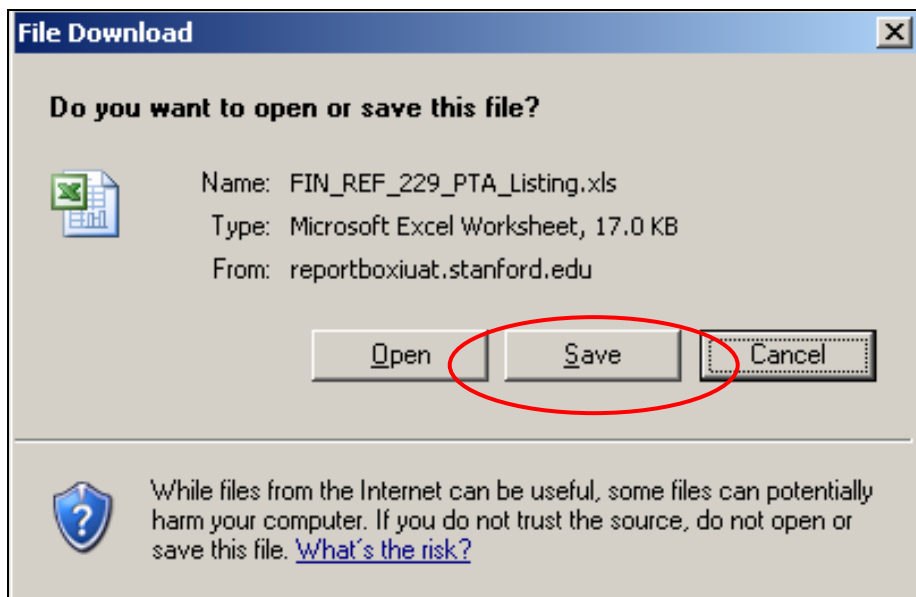 File Download
Do you want to open or save this file?
Name: FIN_REF_229_PTA_Listing.xls
Type: Microsoft Excel Worksheet, 17.0 KB
From: reportboxiuat.stanford.edu
Open Save Cancel
While files from the Internet can be useful, some files can potentially
harm your computer. If you do not trust the source, do not open or
save this file. What's the risk?